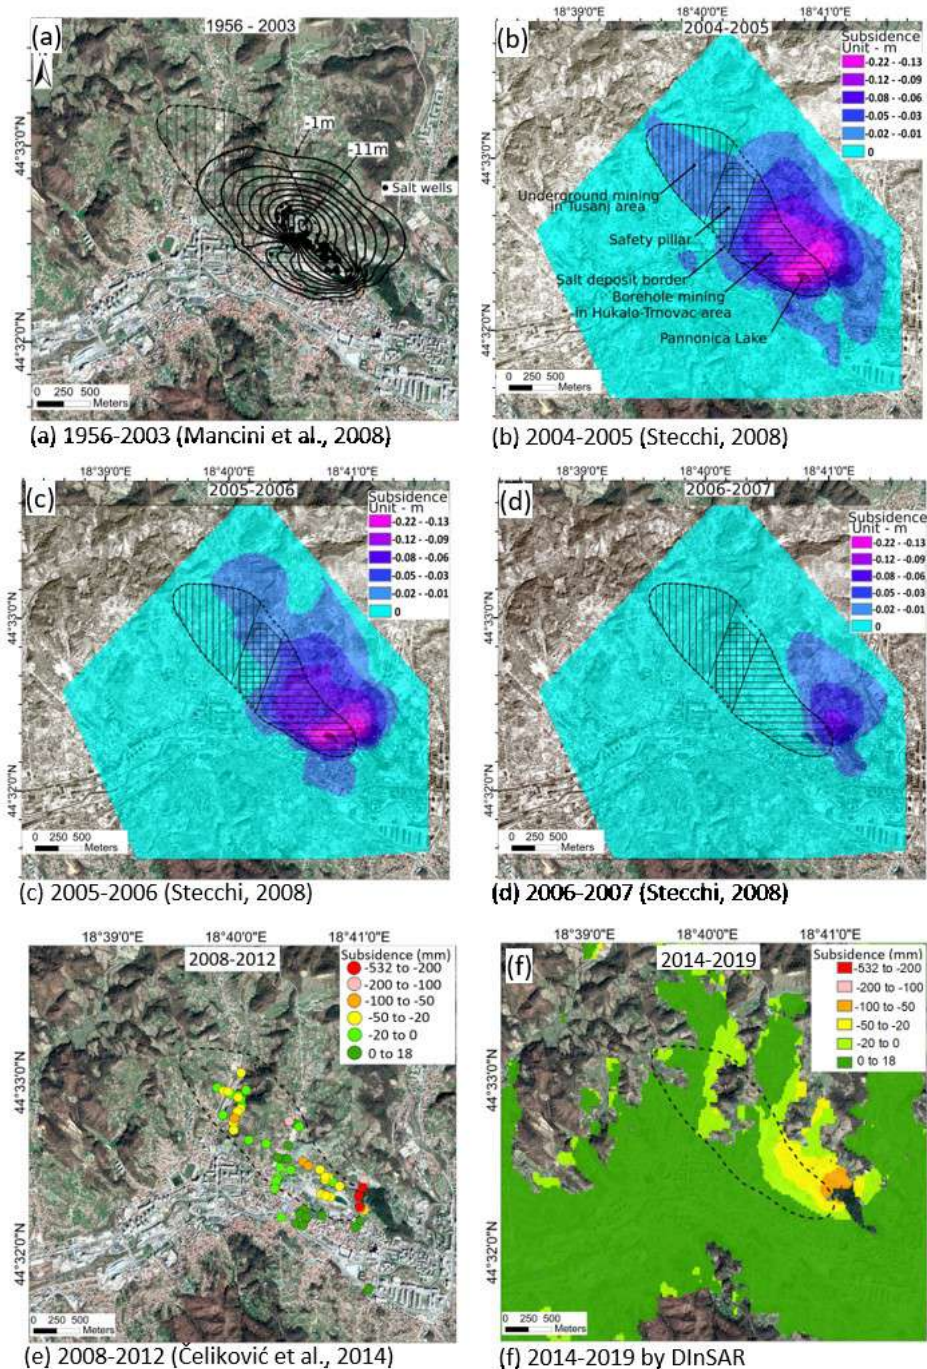 (a)
1956 - 2003
-1m
-11m
Salt wells
44°33'0"N
44°32'0"N
0 250 500
Meters
(a) 1956-2003 (Mancini et al., 2008)
18°39'0"E 18°40'0"E 18°41'0"E
(b)
2004-2005
Subsidence
Unit - m
-0.22 - -0.13
-0.12 - -0.09
-0.08 - -0.06
-0.05 - -0.03
-0.02 - -0.01
0
Underground mining
in Tusanj area
Safety pillar
Salt deposit border
Borehole mining
in Hukalo-Trnovac area
Pannonica Lake
44°33'0"N
44°32'0"N
0 250 500
Meters
(b) 2004-2005 (Stecchi, 2008)
18°39'0"E 18°40'0"E 18°41'0"E
(c)
2005-2006
Subsidence
Unit - m
-0.22 - -0.13
-0.12 - -0.09
-0.08 - -0.06
-0.05 - -0.03
-0.02 - -0.01
0
44°33'0"N
44°32'0"N
0 250 500
Meters
(c) 2005-2006 (Stecchi, 2008)
18°39'0"E 18°40'0"E 18°41'0"E
(d)
2006-2007
Subsidence
Unit - m
-0.22 - -0.13
-0.12 - -0.09
-0.08 - -0.06
-0.05 - -0.03
-0.02 - -0.01
0
44°33'0"N
44°32'0"N
0 250 500
Meters
(d) 2006-2007 (Stecchi, 2008)
18°39'0"E 18°40'0"E 18°41'0"E
(e)
2008-2012
Subsidence (mm)
-532 to -200
-200 to -100
-100 to -50
-50 to -20
-20 to 0
0 to 18
44°33'0"N
44°32'0"N
0 250 500
Meters
(e) 2008-2012 (Čeliković et al., 2014)
18°39'0"E 18°40'0"E 18°41'0"E
(f)
2014-2019
Subsidence (mm)
-532 to -200
-200 to -100
-100 to -50
-50 to -20
-20 to 0
0 to 18
44°33'0"N
44°32'0"N
0 250 500
Meters
(f) 2014-2019 by DInSAR